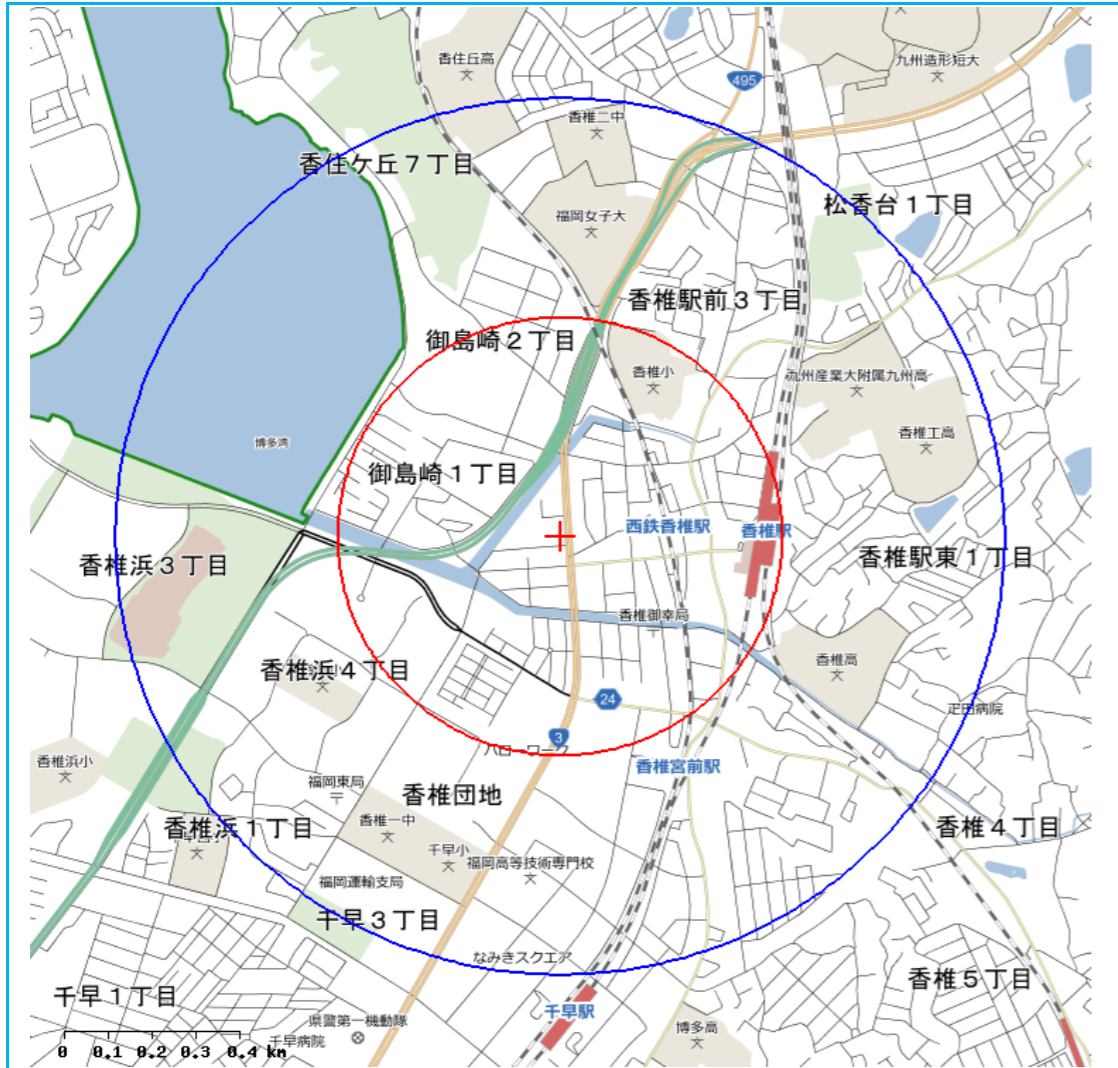 香住丘高
九州造形短大
495
香椎二中
香住ケ丘７丁目
松香台１丁目
福岡女子大
香椎駅前３丁目
御島崎２丁目
香椎小
九州産業大附属九州高
香椎工高
博多湾
御島崎１丁目
西鉄香椎駅
香椎駅
香椎浜３丁目
香椎駅東１丁目
香椎御幸局
香椎浜４丁目
香椎高
24
疋田病院
3
ハローワーク
香椎浜小
香椎宮前駅
福岡東局
香椎団地
香椎一中
香椎浜１丁目
香椎４丁目
千早小
福岡高等技術専門校
福岡運輸支局
千早３丁目
なみきスクエア
香椎５丁目
千早１丁目
千早駅
県警第一機動隊
博多高
千早病院
0 0.1 0.2 0.3 0.4 km